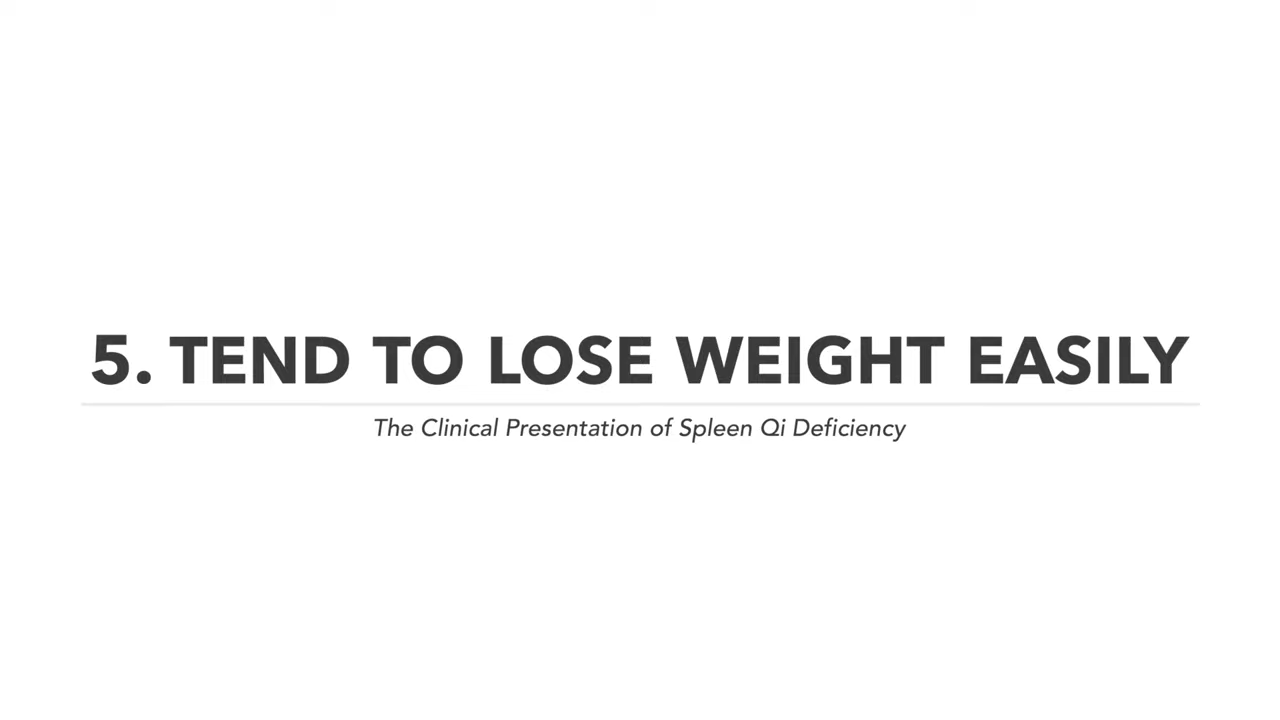 5. TEND TO LOSE WEIGHT EASILY
The Clinical Presentation of Spleen Qi Deficiency